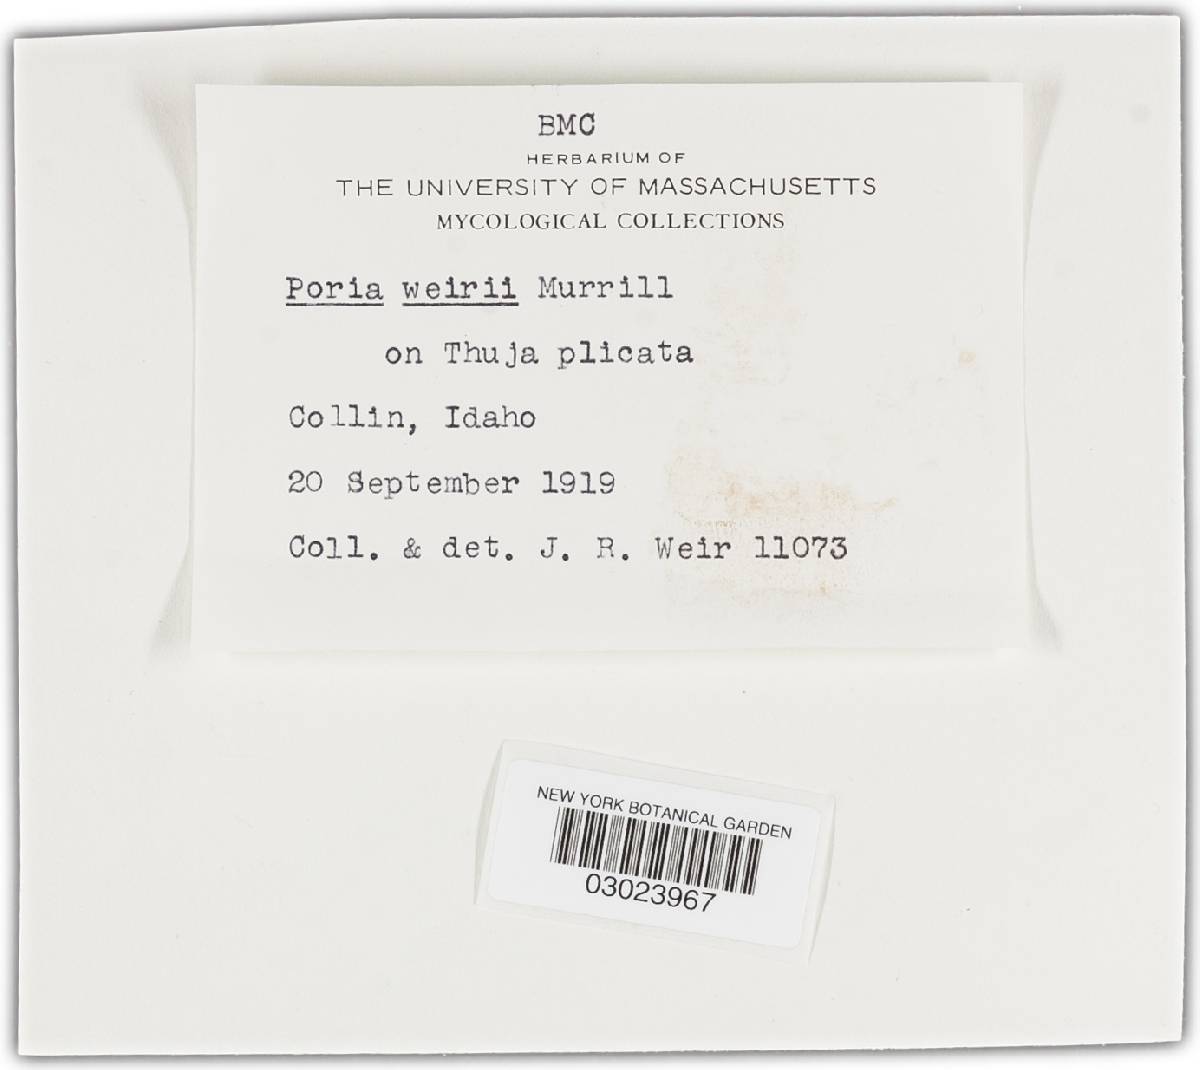 BMC
HERBARIUM OF
THE UNIVERSITY OF MASSACHUSETTS
MYCOLOGICAL COLLECTIONS
Poria weirii Murrill
on Thuja plicata
Collin, Idaho
20 September 1919
Coll. & det. J. R. Weir 11073
NEW YORK BOTANICAL GARDEN
03023967